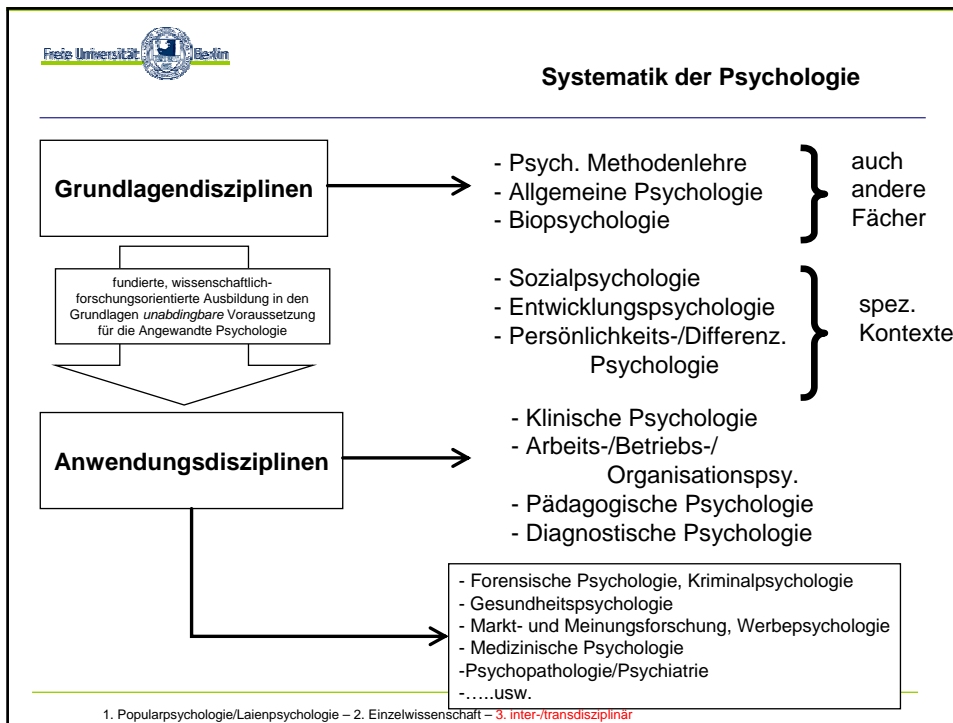 Freie Universität Berlin
Systematik der Psychologie
Grundlagendisziplinen
- Psych. Methodenlehre
- Allgemeine Psychologie
- Biopsychologie
auch
andere
Fächer
fundierte, wissenschaftlich-
forschungsorientierte Ausbildung in den
Grundlagen unabdingbare Voraussetzung
für die Angewandte Psychologie
- Sozialpsychologie
- Entwicklungspsychologie
- Persönlichkeits-/Differenz.
Psychologie
spez.
Kontexte
Anwendungsdisziplinen
- Klinische Psychologie
- Arbeits-/Betriebs-/
Organisationspsy.
- Pädagogische Psychologie
- Diagnostische Psychologie
- Forensische Psychologie, Kriminalpsychologie
- Gesundheitspsychologie
- Markt- und Meinungsforschung, Werbepsychologie
- Medizinische Psychologie
-Psychopathologie/Psychiatrie
-…..usw.
1. Popularpsychologie/Laienpsychologie – 2. Einzelwissenschaft – 3. inter-/transdisziplinär